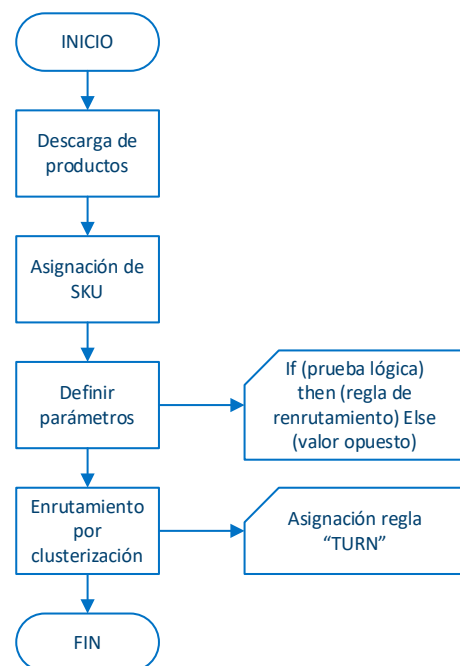 INICIO
Descarga de
productos
Asignación de
SKU
Definir
parámetros
If (prueba lógica)
then (regla de
renrutamiento) Else
(valor opuesto)
Enrutamiento
por
clusterización
Asignación regla
“TURN”
FIN